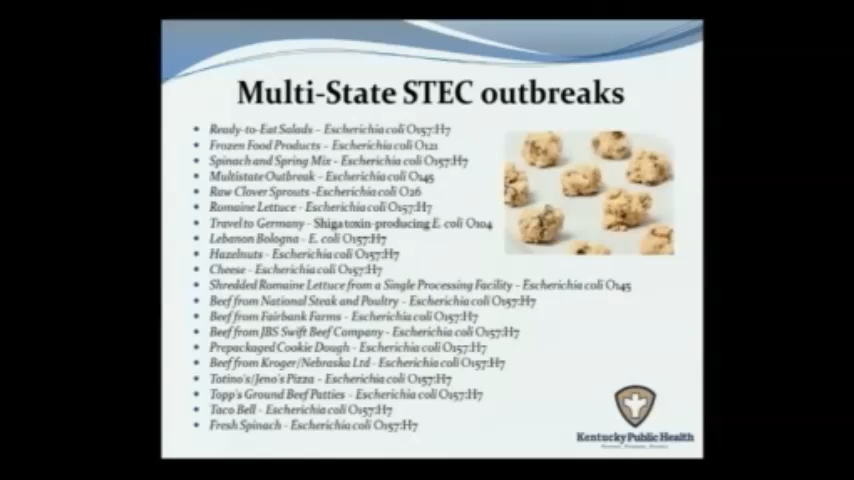 Multi-State STEC outbreaks
• Ready-to-Eat Salads – Escherichia coli O157:H7
• Frozen Food Products – Escherichia coli O121
• Spinach and Spring Mix - Escherichia coli O157:H7
• Multistate Outbreak – Escherichia coli O145
• Raw Clover Sprouts -Escherichia coli O26
• Romaine Lettuce - Escherichia coli O157:H7
• Travel to Germany - Shiga toxin-producing E. coli O104
• Lebanon Bologna - E. coli O157:H7
• Hazelnuts - Escherichia coli O157:H7
• Cheese - Escherichia coli O157:H7
• Shredded Romaine Lettuce from a Single Processing Facility - Escherichia coli O145
• Beef from National Steak and Poultry - Escherichia coli O157:H7
• Beef from Fairbank Farms - Escherichia coli O157:H7
• Beef from JBS Swift Beef Company - Escherichia coli O157:H7
• Prepackaged Cookie Dough - Escherichia coli O157:H7
• Beef from Kroger/Nebraska Ltd - Escherichia coli O157:H7
• Totino's/Jeno's Pizza – Escherichia coli O157:H7
• Topp's Ground Beef Patties - Escherichia coli O157:H7
• Taco Bell - Escherichia coli O157:H7
• Fresh Spinach - Escherichia coli O157:H7
Kentucky Public Health